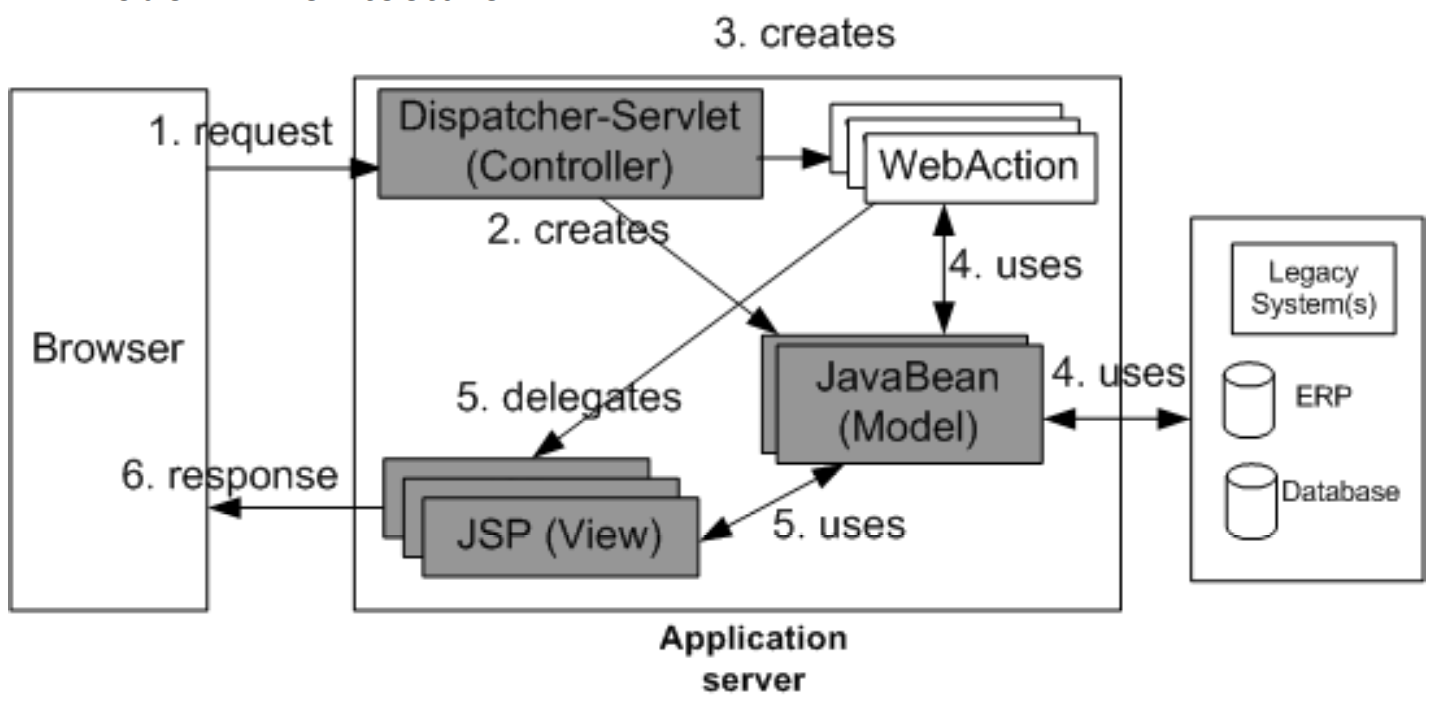 3. creates
1. request
Dispatcher-Servlet
(Controller)
WebAction
2. creates
4. uses
Legacy
System(s)
Browser
JavaBean
(Model)
4. uses
ERP
5. delegates
6. response
Database
JSP (View)
5. uses
Application
server